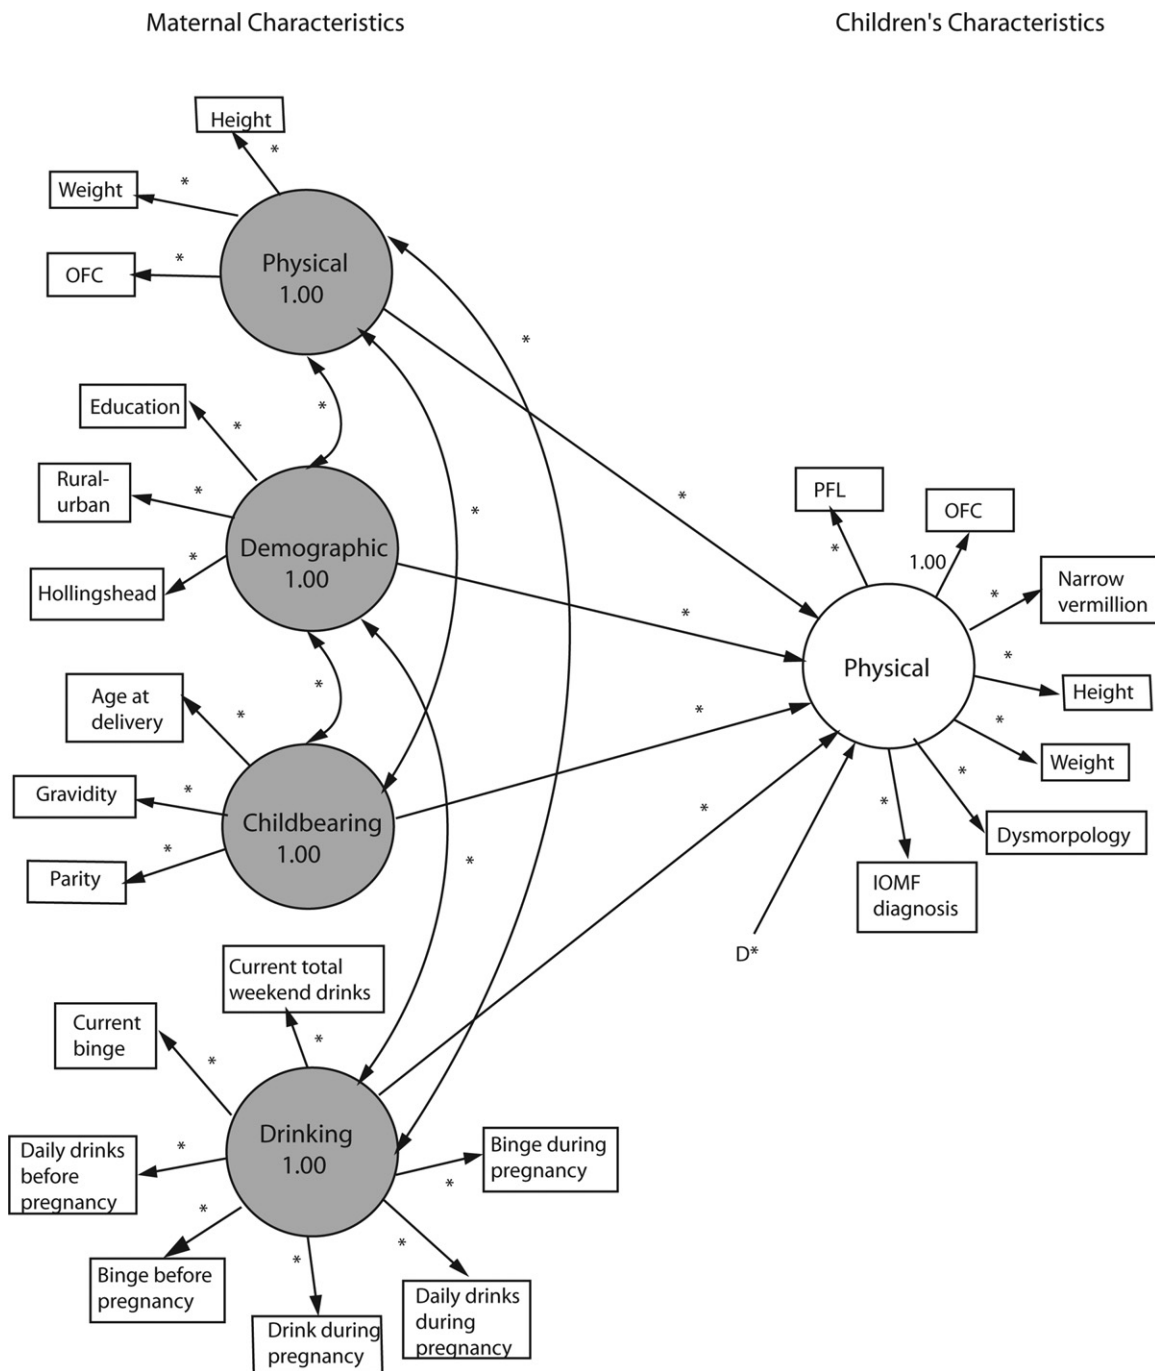 Maternal Characteristics
Children's Characteristics
Height
*
Weight
*
OFC
*
Physical
1.00
*
Education
*
*
Rural-
urban
*
*
*
Demographic
1.00
Hollingshead
*
*
PFL
*
OFC
1.00
Narrow
vermillion
*
Physical
Height
*
Weight
*
Dysmorpology
*
IOMF
diagnosis
*
D*
Age at
delivery
*
*
Gravidity
*
Childbearing
1.00
*
Parity
*
*
*
Current total
weekend drinks
*
Current
binge
*
Drinking
1.00
Daily drinks
before
pregnancy
*
Binge during
pregnancy
*
Binge before
pregnancy
*
Drink during
pregnancy
*
Daily drinks
during
pregnancy
*